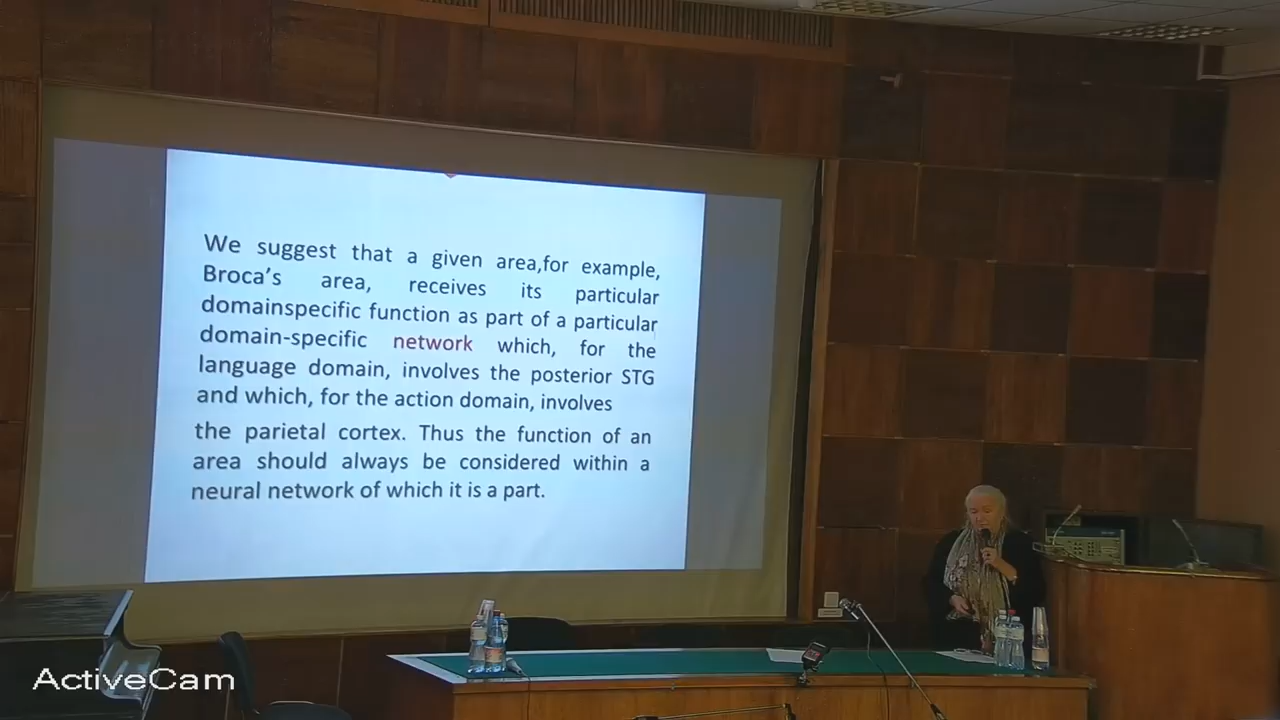 We suggest that a given area,for example,
Broca's area, receives its particular
domainspecific function as part of a particular
domain-specific network which, for the
language domain, involves the posterior STG
and which, for the action domain, involves
the parietal cortex. Thus the function of an
area should always be considered within a
neural network of which it is a part.
ActiveCam